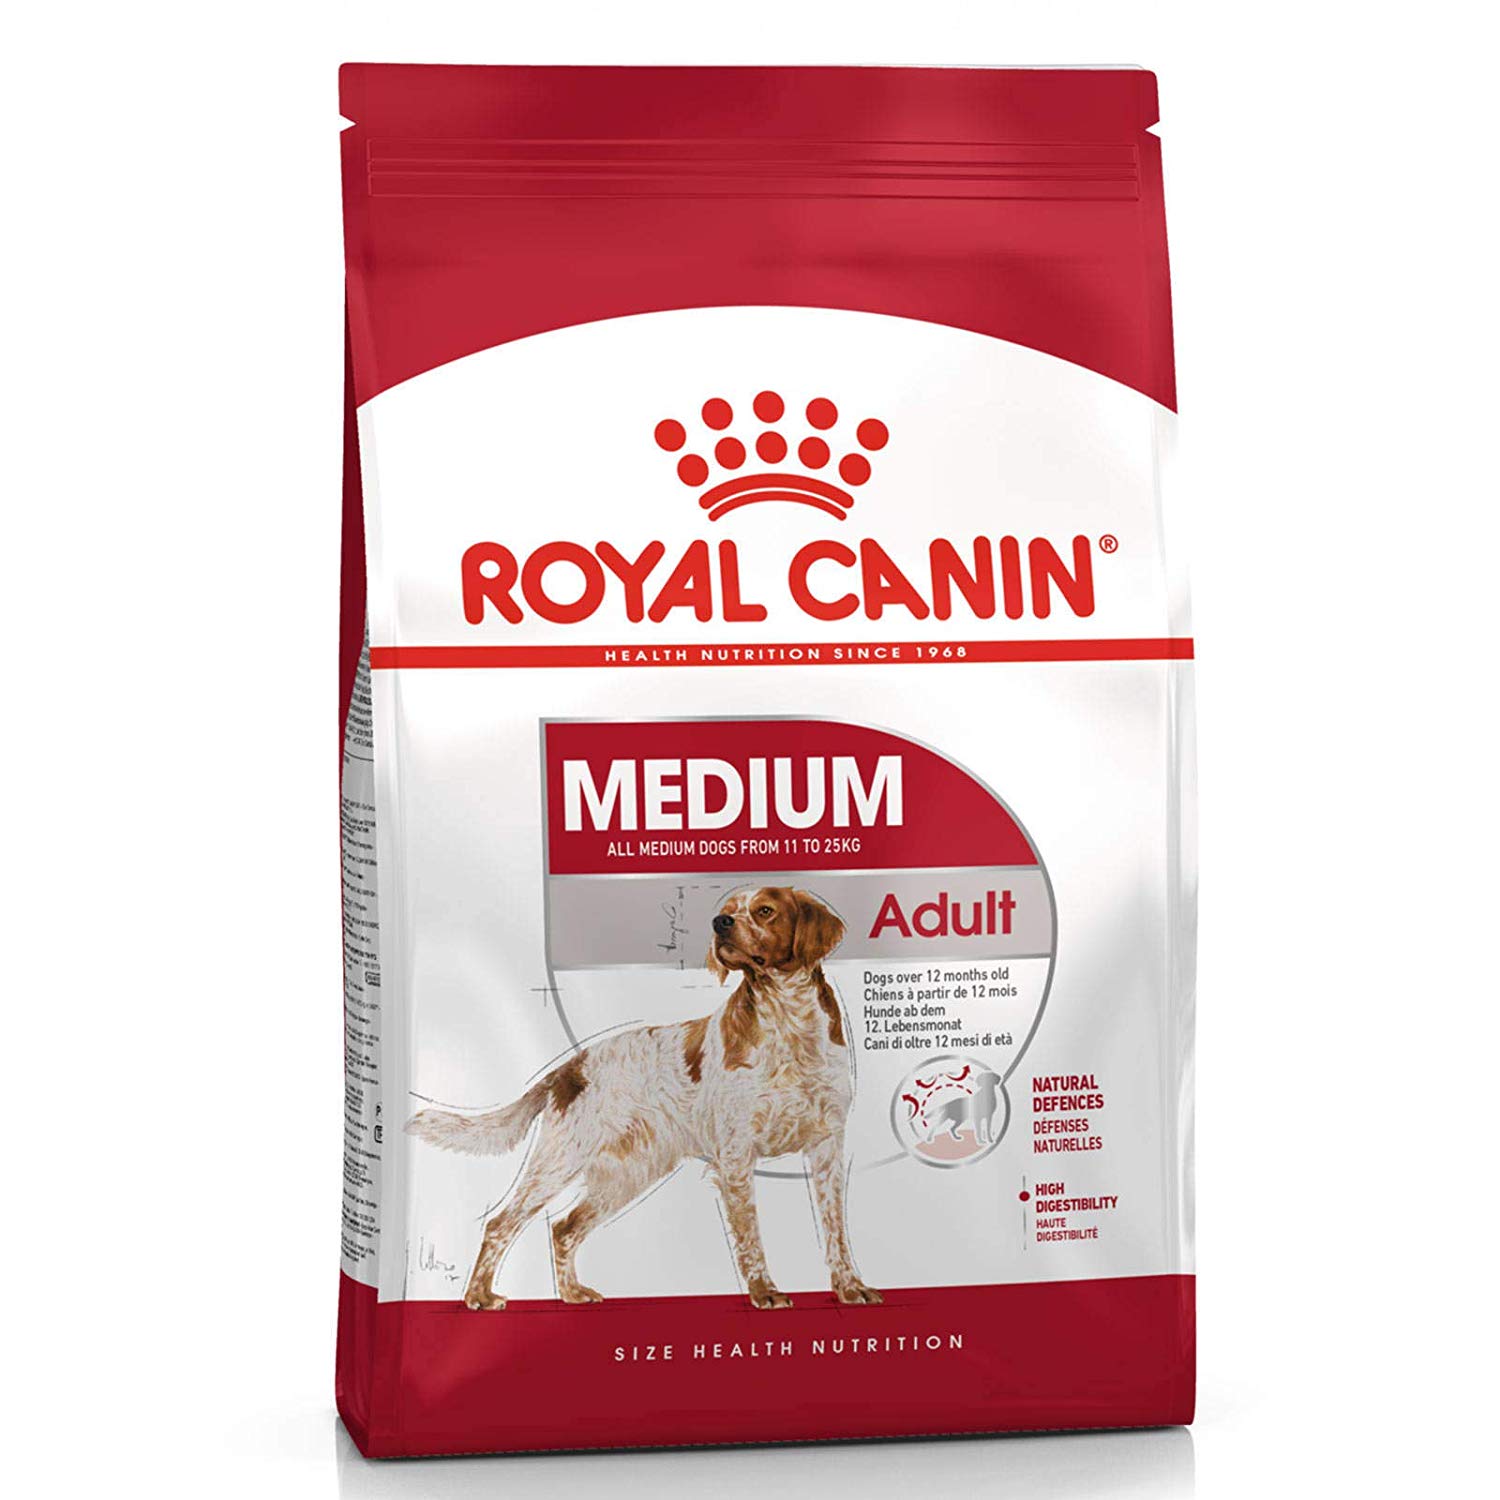 ROYAL CANIN®
HEALTH NUTRITION SINCE 1968
MEDIUM
ALL MEDIUM DOGS FROM 11 TO 25KG
Adult
Dogs over 12 months old
Chiens à partir de 12 mois
Hunde ab dem
12. Lebensmonat
Cani di oltre 12 mesi di età
NATURAL
DEFENCES
DÉFENSES
NATURELLES
HIGH
DIGESTIBILITY
HAUTE
DIGESTIBILITÉ
SIZE HEALTH NUTRITION